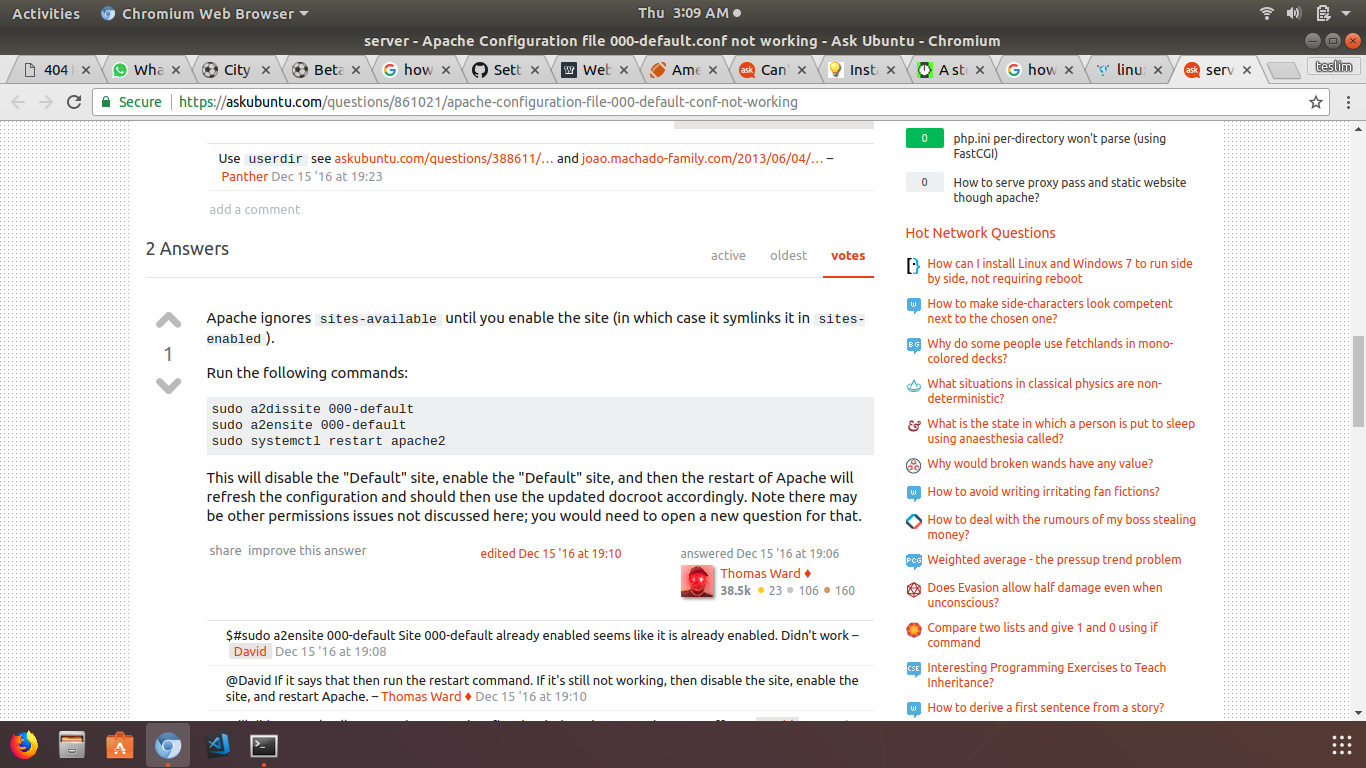 Activities
Chromium Web Browser
Thu 3:09 AM
server - Apache Configuration file 000-default.conf not working - Ask Ubuntu - Chromium
404
Wha
City
Beta
how
Sett
Web
Ame
Can'
Inst
A st
how
linu
serv
teslim
Secure
https://askubuntu.com/questions/861021/apache-configuration-file-000-default-conf-not-working
Use userdir see askubuntu.com/questions/388611/… and joao.machado-family.com/2013/06/04/… –
Panther Dec 15 '16 at 19:23
add a comment
2 Answers
active oldest votes
Apache ignores sites-available until you enable the site (in which case it symlinks it in sites-
enabled ).
1
Run the following commands:
sudo a2dissite 000-default
sudo a2ensite 000-default
sudo systemctl restart apache2
This will disable the "Default" site, enable the "Default" site, and then the restart of Apache will
refresh the configuration and should then use the updated docroot accordingly. Note there may
be other permissions issues not discussed here; you would need to open a new question for that.
share improve this answer
edited Dec 15 '16 at 19:10
answered Dec 15 '16 at 19:06
Thomas Ward ♦
38.5k ● 23 ● 106 ● 160
$#sudo a2ensite 000-default Site 000-default already enabled seems like it is already enabled. Didn't work –
David Dec 15 '16 at 19:08
@David If it says that then run the restart command. If it's still not working, then disable the site, enable the
site, and restart Apache. – Thomas Ward ♦ Dec 15 '16 at 19:10
0
php.ini per-directory won't parse (using
FastCGI)
0
How to serve proxy pass and static website
though apache?
Hot Network Questions
How can I install Linux and Windows 7 to run side
by side, not requiring reboot
How to make side-characters look competent
next to the chosen one?
Why do some people use fetchlands in mono-
colored decks?
What situations in classical physics are non-
deterministic?
What is the state in which a person is put to sleep
using anaesthesia called?
Why would broken wands have any value?
How to avoid writing irritating fan fictions?
How to deal with the rumours of my boss stealing
money?
Weighted average - the pressup trend problem
Does Evasion allow half damage even when
unconscious?
Compare two lists and give 1 and 0 using if
command
Interesting Programming Exercises to Teach
Inheritance?
How to derive a first sentence from a story?